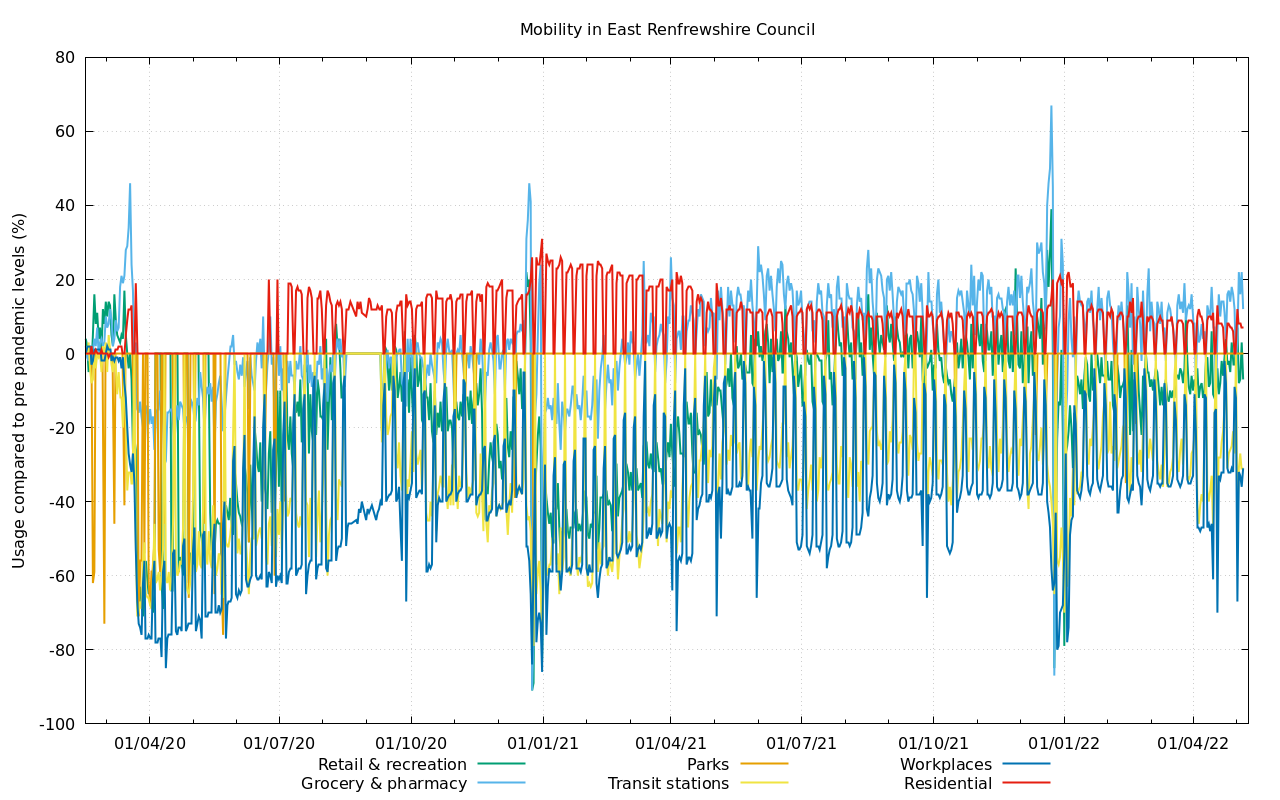 Mobility in East Renfrewshire Council
Usage compared to pre pandemic levels (%)
80
60
40
20
0
-20
-40
-60
-80
-100
01/04/20 01/07/20 01/10/20 01/01/21 01/04/21 01/07/21 01/10/21 01/01/22 01/04/22
Retail & recreation Parks Workplaces
Grocery & pharmacy Transit stations Residential